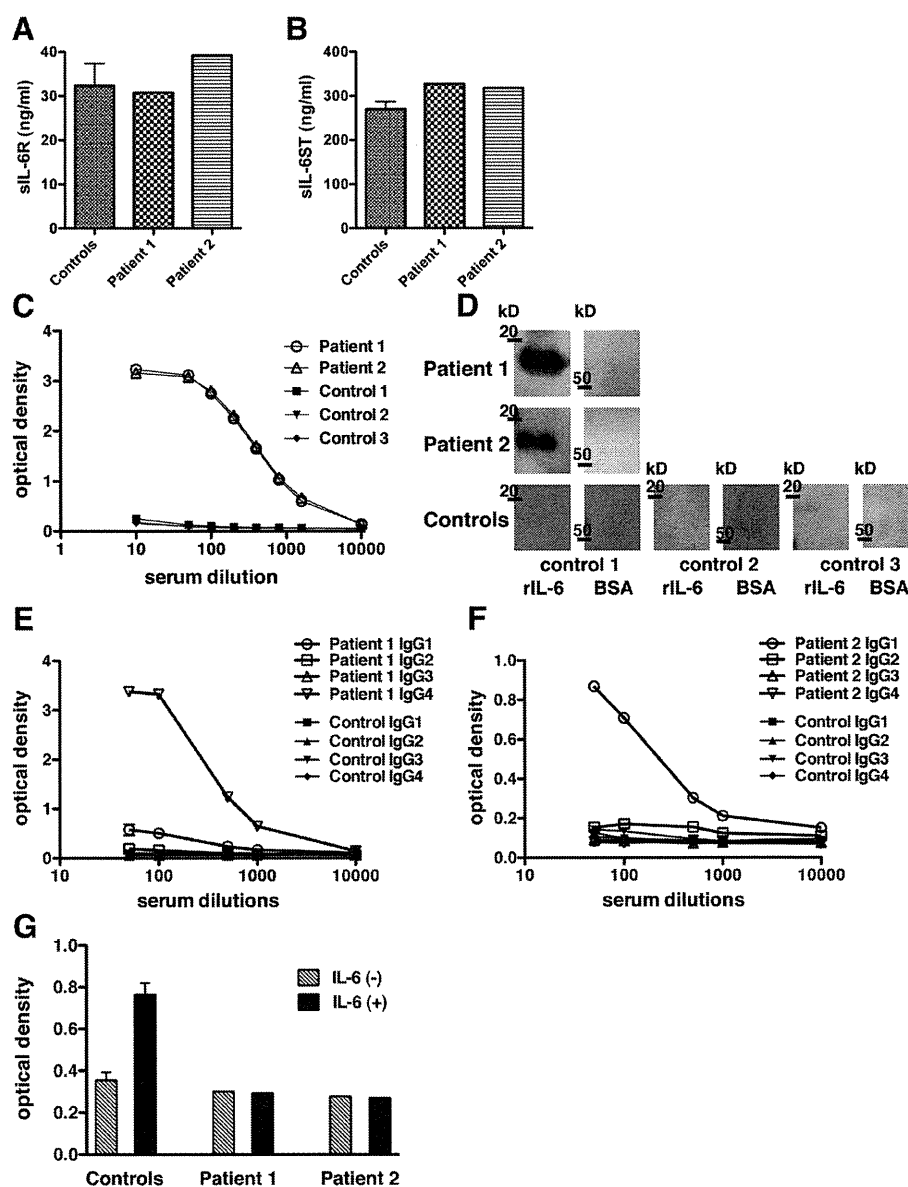 A
sIL-6R (ng/ml)
40
30
20
10
0
Controls
Patient 1
Patient 2
B
sIL-6ST (ng/ml)
400
300
200
100
0
Controls
Patient 1
Patient 2
C
optical density
4
3
2
1
0
1 10 100 1000 10000
serum dilution
Patient 1
Patient 2
Control 1
Control 2
Control 3
D
kD kD
20
Patient 1
50
20
Patient 2
50
kD kD kD kD
20 20 20
Controls
50 50 50
control 1 control 2 control 3
rIL-6 BSA rIL-6 BSA rIL-6 BSA
E
optical density
4
3
2
1
0
10 100 1000 10000
serum dilutions
Patient 1 IgG1
Patient 1 IgG2
Patient 1 IgG3
Patient 1 IgG4
Control IgG1
Control IgG2
Control IgG3
Control IgG4
F
optical density
1.0
0.8
0.6
0.4
0.2
0.0
10 100 1000 10000
serum dilutions
Patient 2 IgG1
Patient 2 IgG2
Patient 2 IgG3
Patient 2 IgG4
Control IgG1
Control IgG2
Control IgG3
Control IgG4
G
optical density
1.0
0.8
0.6
0.4
0.2
0.0
Controls Patient 1 Patient 2
IL-6 (-)
IL-6 (+)